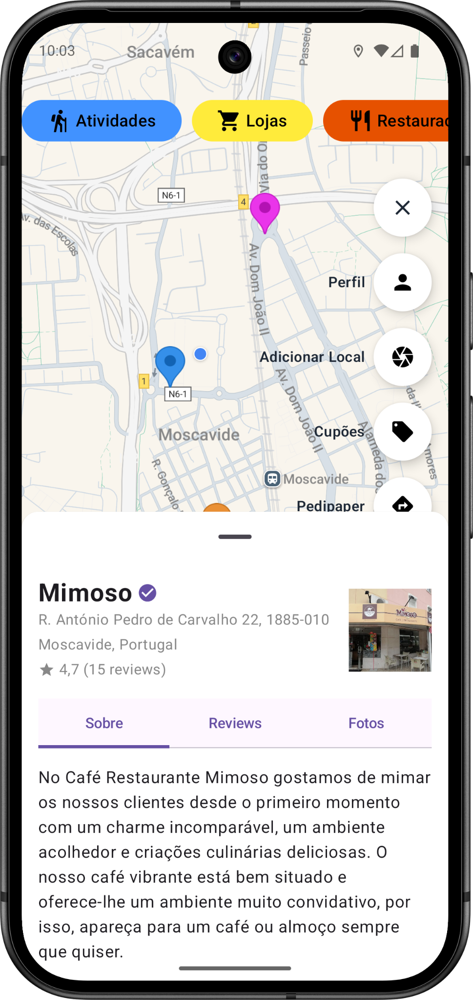 10:03
Sacavém
Passeio
Atividades
Lojas
Via do O
N6-1
4
Av. das Escolas
Av. Dom João II
Perfil
Adicionar Local
1
N6-1
Av. Dom João II
da
Moscavide
Cupões
Alameda dos
Amores
R. Gonçalo
Moscavide
Pedipaper
Mimoso
R. António Pedro de Carvalho 22, 1885-010
Moscavide, Portugal
4,7 (15 reviews)
Mimoso
Sobre
Reviews
Fotos
No Café Restaurante Mimoso gostamos de mimar
os nossos clientes desde o primeiro momento
com um charme incomparável, um ambiente
acolhedor e criações culinárias deliciosas. O
nosso café vibrante está bem situado e
oferece-lhe um ambiente muito convidativo, por
isso, apareça para um café ou almoço sempre
que quiser.